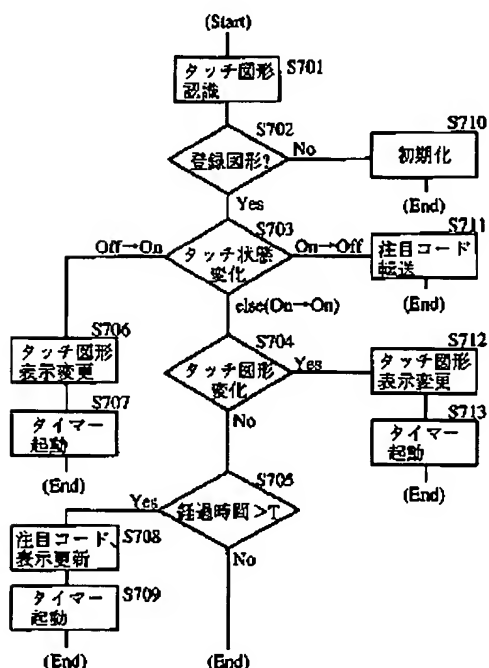 (Start)
タッチ図形
認識
S701
S702
登録図形?
No
S710
初期化
(End)
Yes
S703
Off→On
タッチ状態
変化
On→Off
S711
注目コード
転送
(End)
else(On→On)
S706
タッチ図形
表示変更
S704
タッチ図形
変化
Yes
S712
タッチ図形
表示変更
S707
タイマー
起動
(End)
No
S713
タイマー
起動
(End)
S705
Yes
経過時間>T
注目コード、
表示更新
S708
No
タイマー
起動
S709
(End)
(End)